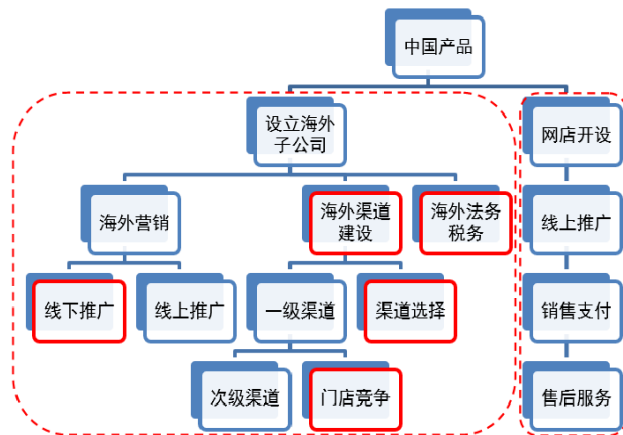 中国产品
设立海外
子公司
网店开设
海外营销
海外渠道
建设
海外法务
税务
线上推广
线下推广
线上推广
一级渠道
渠道选择
销售支付
次级渠道
门店竞争
售后服务